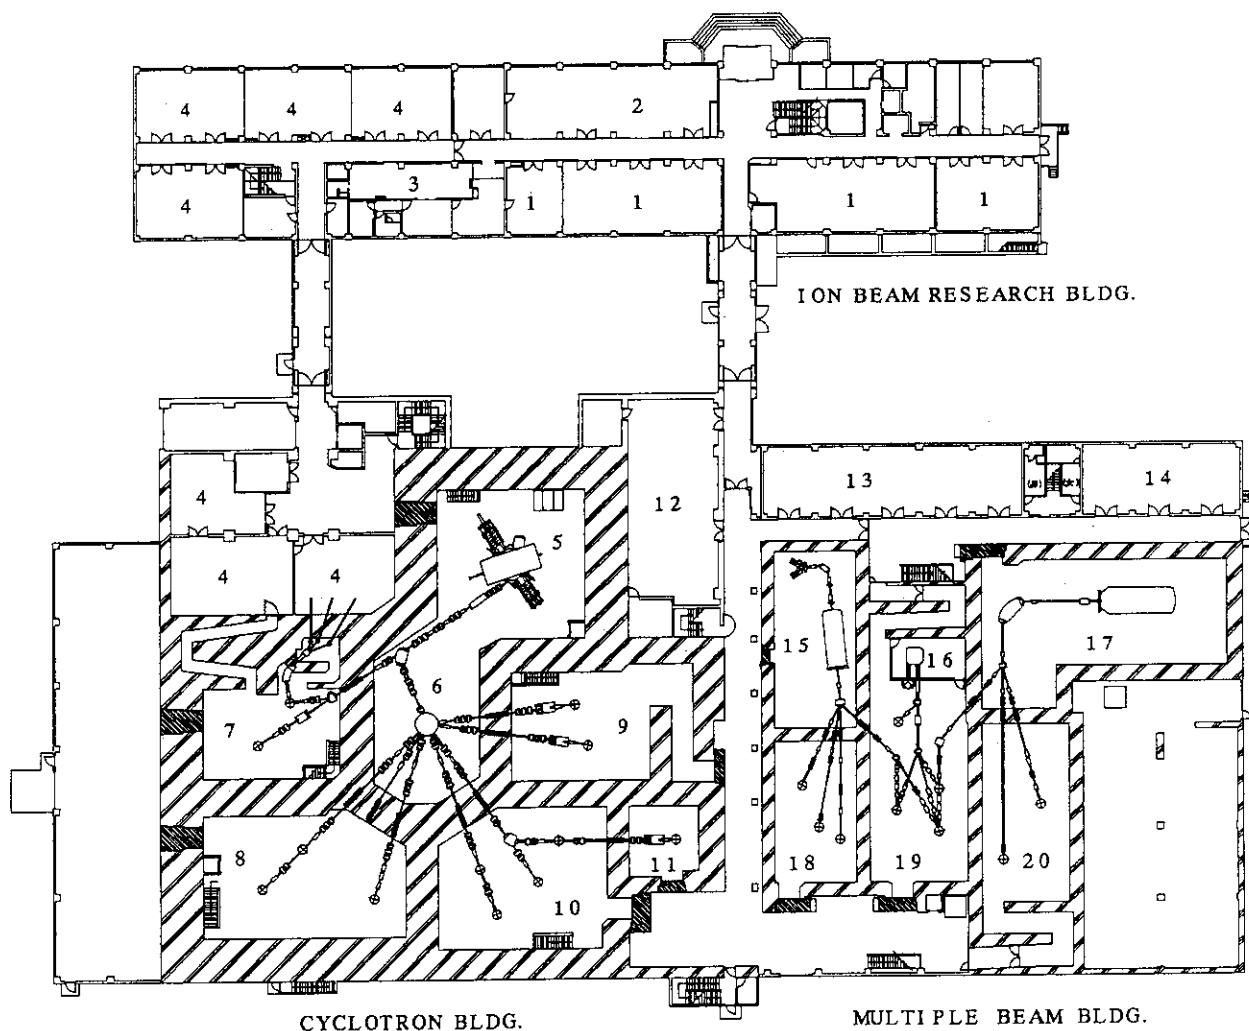 4 4 4 2
4 3 1 1 1 1
ION BEAM RESEARCH BLDG.
4 5 12 13 14
4 4
15 16 17
7 6 9
8 10 11 18 19 20
CYCLOTRON BLDG.
MULTIPLE BEAM BLDG.